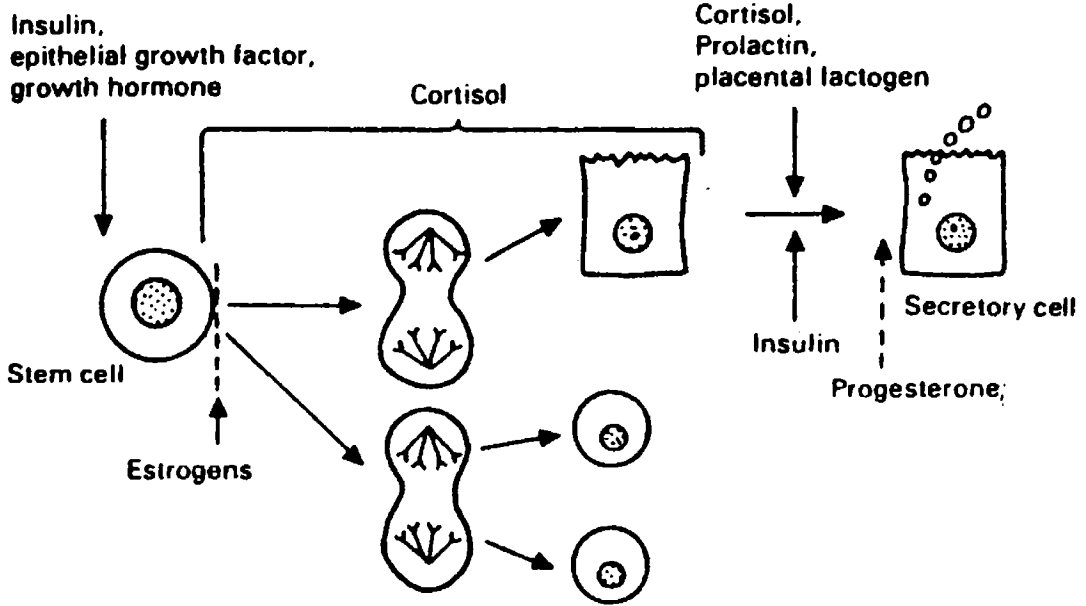 Insulin,
epithelial growth factor,
growth hormone
Cortisol
Cortisol,
Prolactin,
placental lactogen
Stem cell
Estrogens
Insulin
Secretory cell
Progesterone;